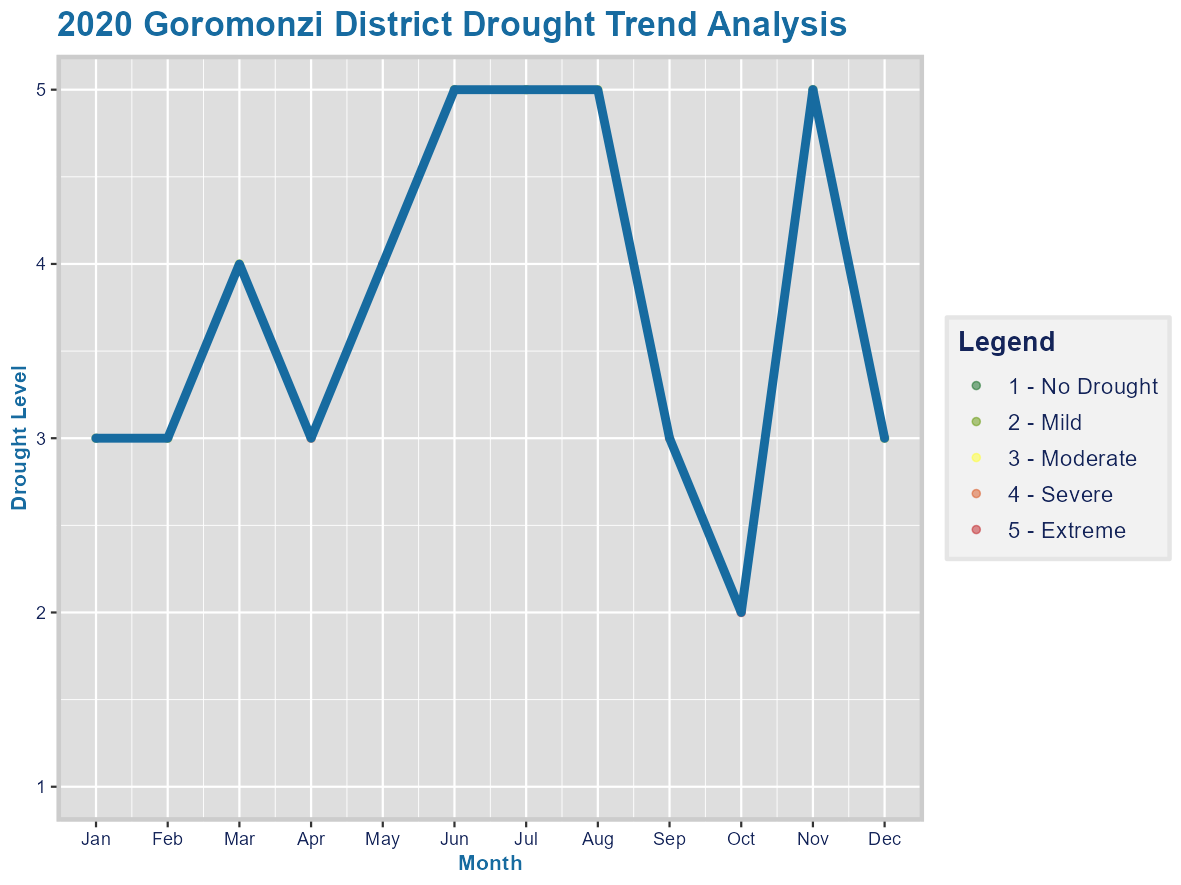 2020 Goromonzi District Drought Trend Analysis
Drought Level
5
4
3
2
1
Jan Feb Mar Apr May Jun Jul Aug Sep Oct Nov Dec
Month
Legend
1 - No Drought
2 - Mild
3 - Moderate
4 - Severe
5 - Extreme